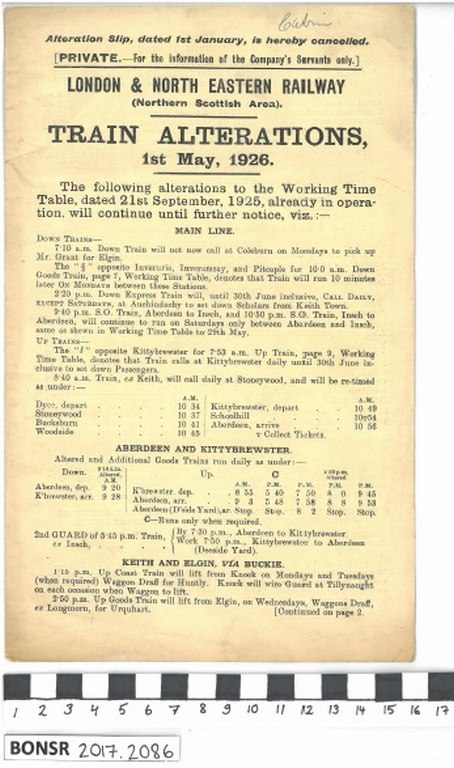 Cabin
Alteration Slip, dated 1st January, is hereby cancelled.
[PRIVATE.—For the information of the Company's Servants only.]
LONDON & NORTH EASTERN RAILWAY
(Northern Scottish Area).
TRAIN ALTERATIONS,
1st May, 1926.
The following alterations to the Working Time
Table, dated 21st September, 1925, already in opera-
tion, will continue until further notice, viz.:—
MAIN LINE.
DOWN TRAINS—
7·10 a.m. Down Train will not now call at Coleburn on Mondays to pick up
Mr. Grant for Elgin.
The "§" opposite Inverurie, Inveramsay, and Pitcaple for 10·0 a.m. Down
Goods Train, page 7, Working Time Table, denotes that Train will run 10 minutes
later ON MONDAYS between these Stations.
2·20 p.m. Down Express Train will, until 30th June inclusive, CALL DAILY,
EXCEPT SATURDAYS, at Auchindachy to set down Scholars from Keith Town.
9·40 p.m. S.O. Train, Aberdeen to Insch, and 10·50 p.m. S.O. Train, Insch to
Aberdeen, will continue to run on Saturdays only between Aberdeen and Insch,
same as shewn in Working Time Table to 29th May.
UP TRAINS—
The opposite Kittybrewster for 7·53 a.m. Up Train, page 9, Working
Time Table, denotes that Train calls at Kittybrewster daily until 30th June in-
clusive to set down Passengers.
8·40 a.m. Train, ex Keith, will call daily at Stoneywood, and will be re-timed
as under:—
A.M. A.M.
Dyce, depart . . . . 10 34 Kittybrewster, depart . . 10 49
Stoneywood . . . . 10 37 Schoolhill . . . 10v54
Bucksburn . . . . 10 41 Aberdeen, arrive . . . 10 56
Woodside . . . . 10 45 v Collect Tickets.
ABERDEEN AND KITTYBREWSTER.
Altered and Additional Goods Trains run daily as under:—
Down. A.M. Up. C
Aberdeen, dep. 9 20 A.M. P.M. P.M. P.M. P.M.
K'brewster, arr. 9 28 K'brewster, dep. . . 8 55 5 40 7 50 8 0 9 45
Aberdeen, arr. . . 9 3 5 48 7 58 8 8 9 53
Aberdeen (D'side Yard),ar. Stop. Stop. 8 2 Stop. Stop.
C—Runs only when required.
2nd GUARD of 5·45 p.m. Train, { By 7·30 p.m., Aberdeen to Kittybrewster.
ex Insch, . . . . { Work 7·50 p.m., Kittybrewster to Aberdeen
(Deeside Yard).
KEITH AND ELGIN, VIA BUCKIE.
p.m. Up Coast Train will lift from Knock on Mondays and Tuesdays
(when required) Waggon Draff for Huntly. Knock will wire Guard at Tillynaught
on each occasion when Waggon to lift.
2·50 p.m. Up Goods Train will lift from Elgin, on Wednesdays, Waggons Draff,
ex Longmorn, for Urquhart. [Continued on page 2.
1 2 3 4 5 6 7 8 9 10 11 12 13 14 15 16 17
BONSR 2017.2086